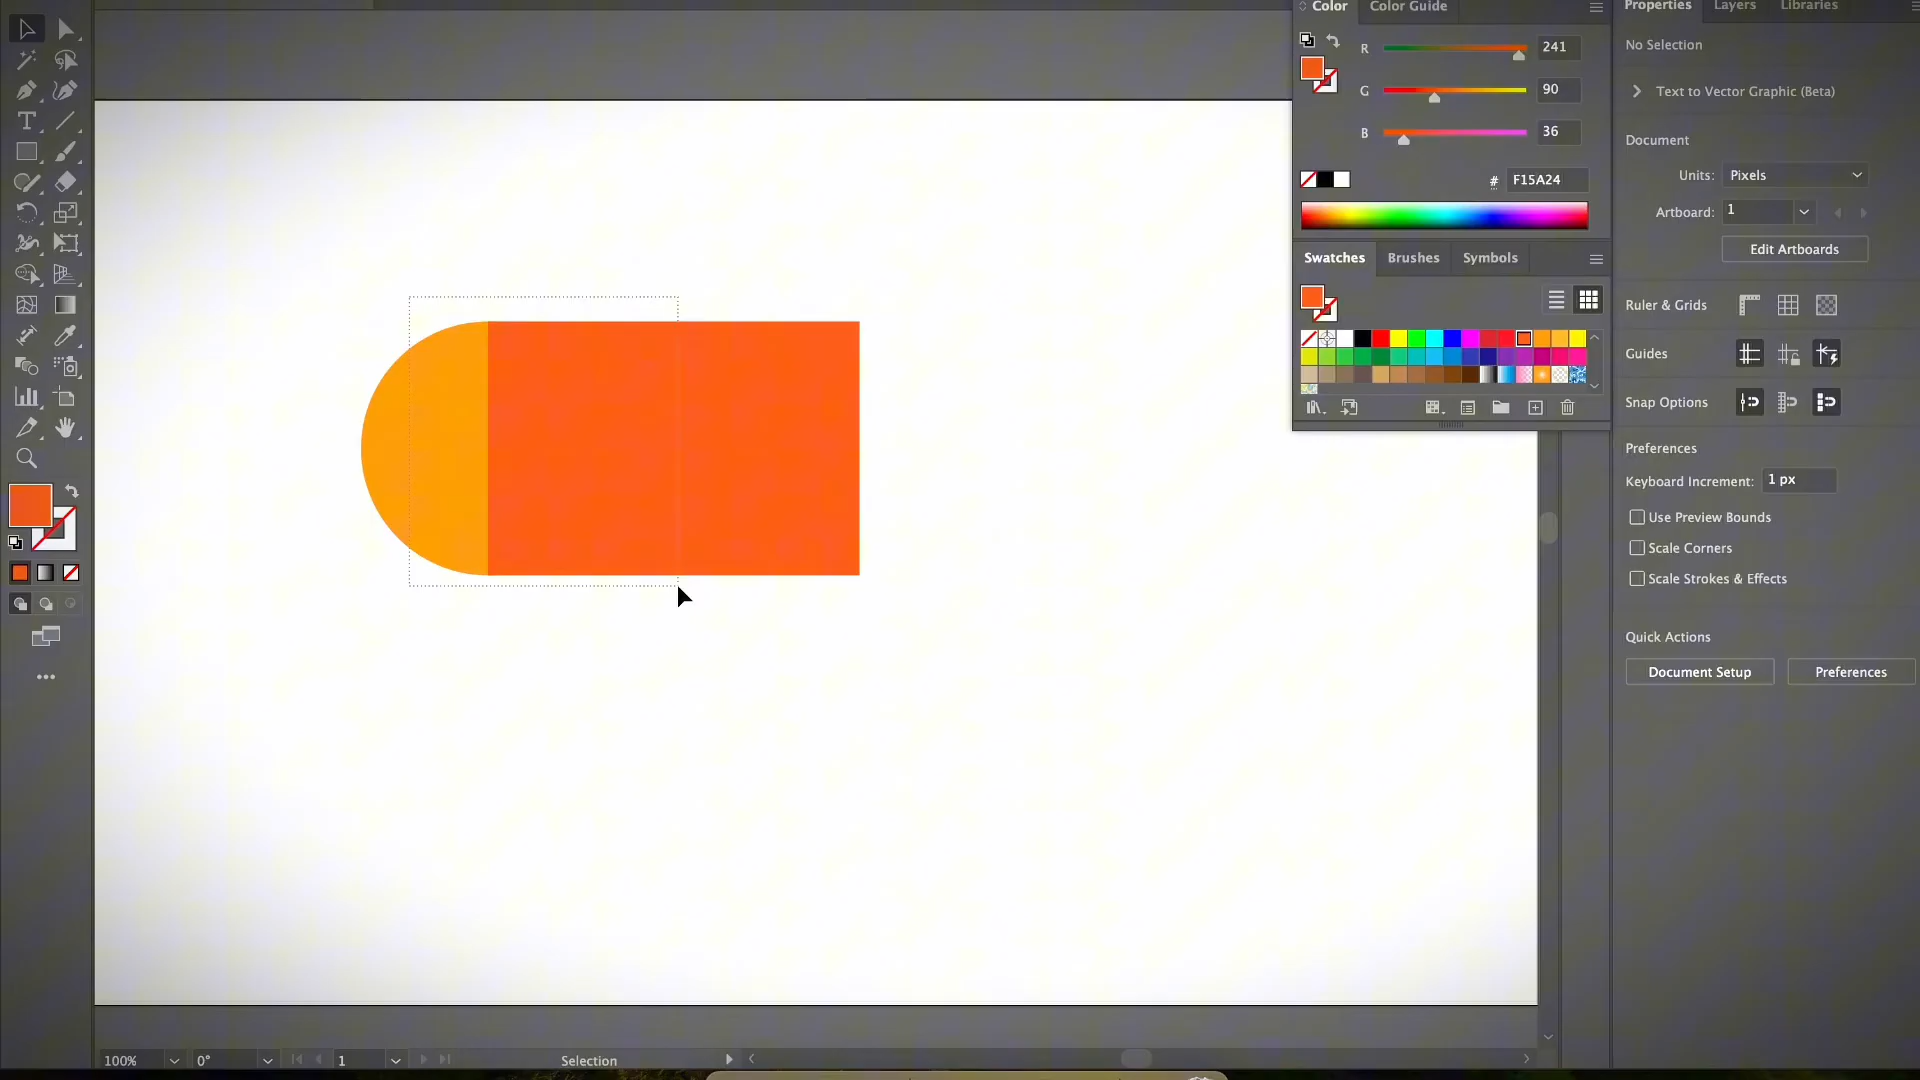 Color
Color Guide
R
241
G
90
B
36
#
F15A24
Swatches
Brushes
Symbols
Properties
Layers
Libraries
No Selection
Text to Vector Graphic (Beta)
Document
Units:
Pixels
Artboard:
1
Edit Artboards
Ruler & Grids
Guides
Snap Options
Preferences
Keyboard Increment:
1 px
Use Preview Bounds
Scale Corners
Scale Strokes & Effects
Quick Actions
Document Setup
Preferences
100%
0°
1
Selection